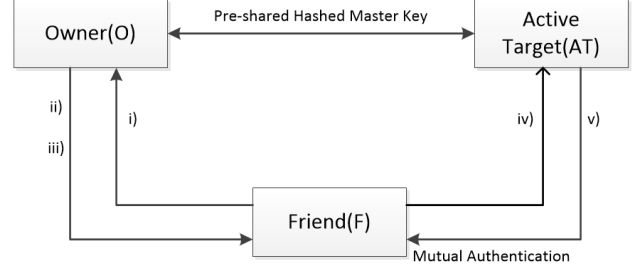 Owner(O)
Pre-shared Hashed Master Key
Active
Target(AT)
ii)
iii)
i)
iv)
v)
Friend(F)
Mutual Authentication